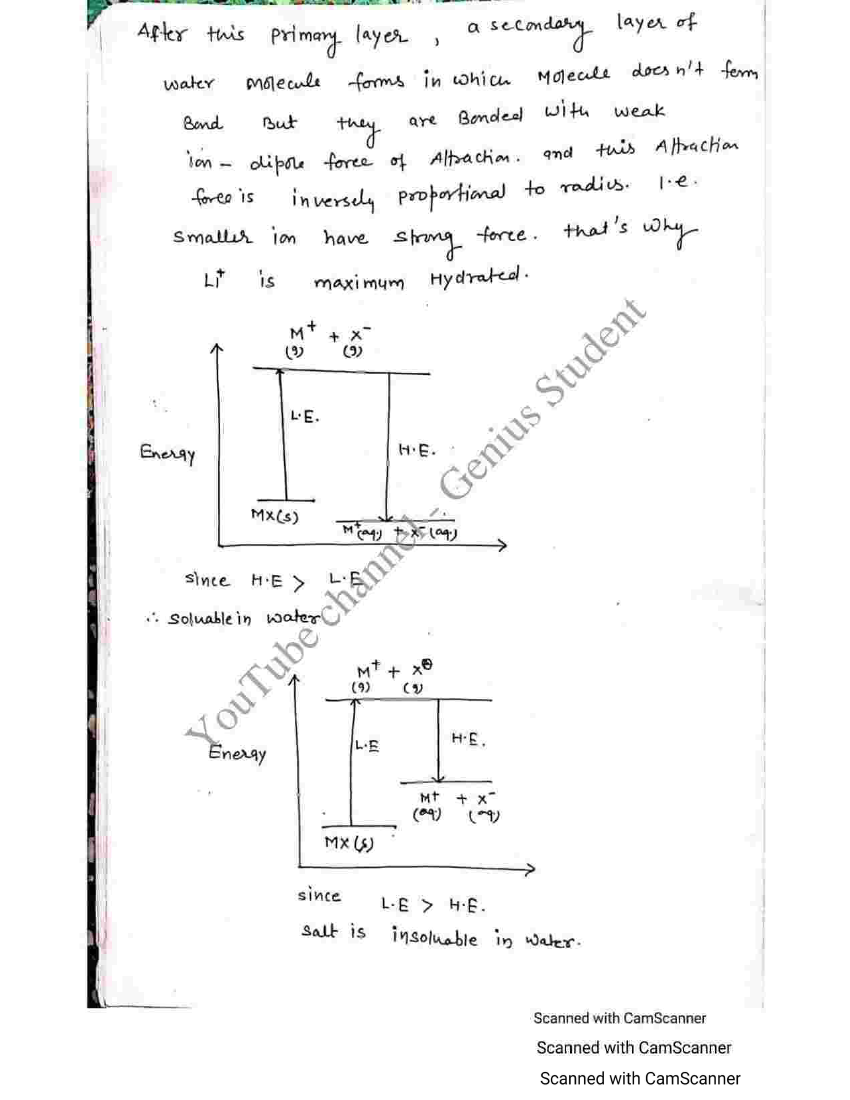 After this primary layer, a secondary layer of
water molecule forms in which Molecule doesn't form
Bond But they are Bonded with weak
ion - dipole force of Attraction. and this Attraction
force is inversely proportional to radius. I.e.
smaller ion have strong force. that's why
Li+ is maximum Hydrated.
M+ + X-
(g) (g)
L.E.
H.E.
Energy
MX(s)
M+(aq.) + X-(aq.)
since H.E > L.E
∴ soluable in water
M+ + X⊖
(g) (g)
L.E
H.E.
Energy
M+ + X-
(aq.) (aq)
MX(s)
since L.E > H.E.
salt is insoluable in water.
YouTube channel - Genius Student
Scanned with CamScanner
Scanned with CamScanner
Scanned with CamScanner